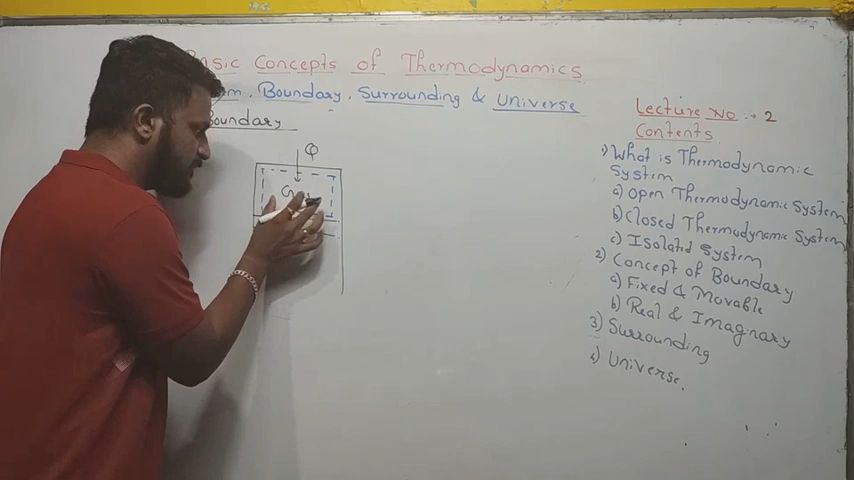 Basic Concepts of Thermodynamics
Boundary, Surrounding & Universe
Boundary
Q
Lecture No :- 2
Contents
1) What is Thermodynamic
System
a) Open Thermodynamic System
b) Closed Thermodynamic System
c) Isolated System
2) Concept of Boundary
a) Fixed & Movable
b) Real & Imaginary
3) Surrounding
4) Universe.